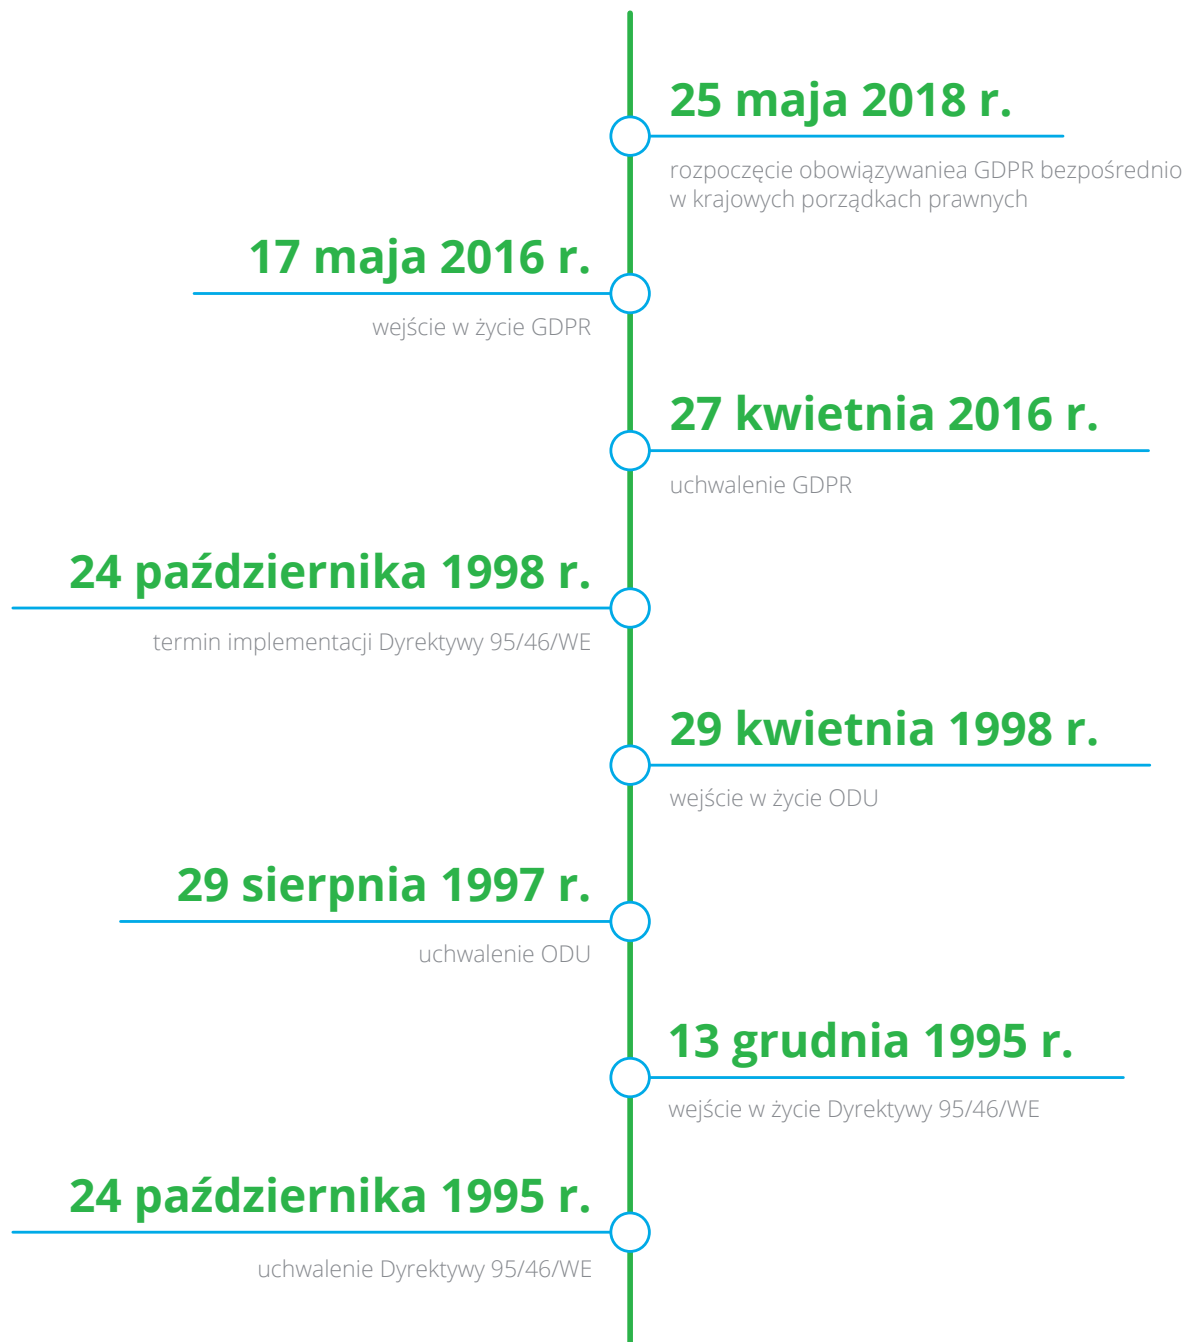 25 maja 2018 r.
rozpoczęcie obowiązywaniea GDPR bezpośrednio
w krajowych porządkach prawnych
17 maja 2016 r.
wejście w życie GDPR
27 kwietnia 2016 r.
uchwalenie GDPR
24 października 1998 r.
termin implementacji Dyrektywy 95/46/WE
29 kwietnia 1998 r.
wejście w życie ODU
29 sierpnia 1997 r.
uchwalenie ODU
13 grudnia 1995 r.
wejście w życie Dyrektywy 95/46/WE
24 października 1995 r.
uchwalenie Dyrektywy 95/46/WE